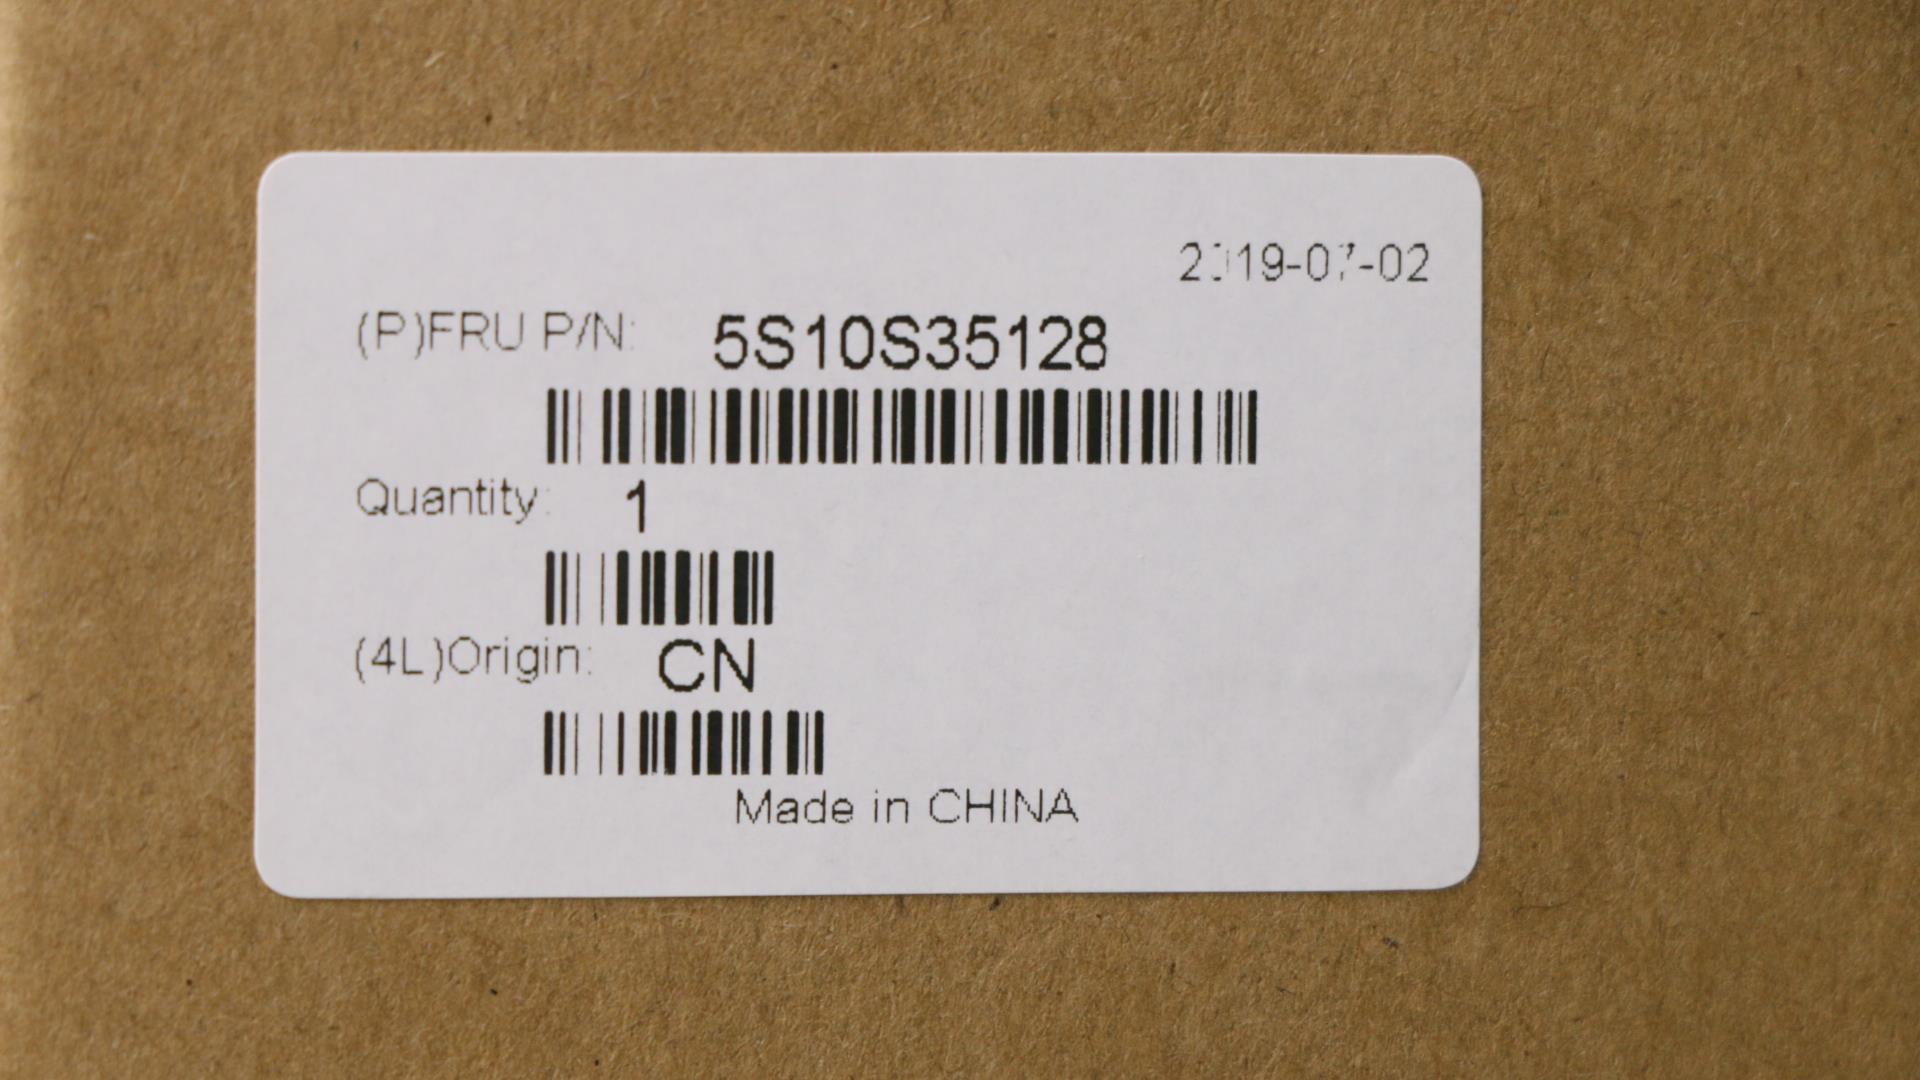 2019-07-02
(P)FRU P/N: 5S10S35128
Quantity: 1
(4L)Origin: CN
Made in CHINA